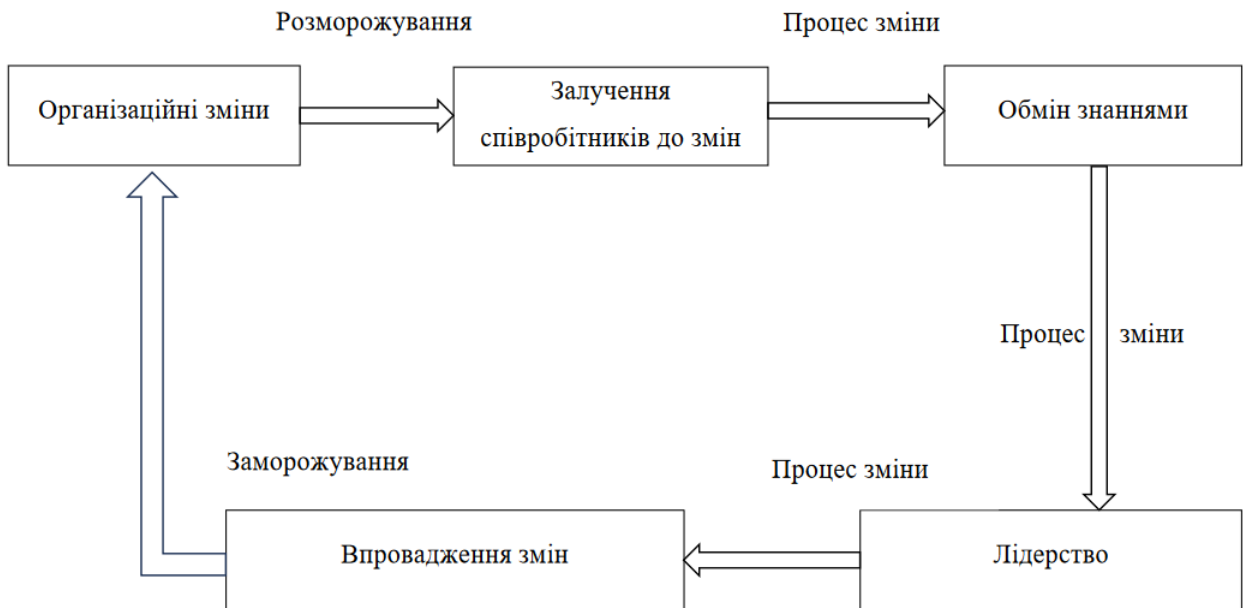 Розморожування
Процес зміни
Організаційні зміни
Залучення
співробітників до змін
Обмін знаннями
Процес зміни
Заморожування
Процес зміни
Впровадження змін
Лідерство